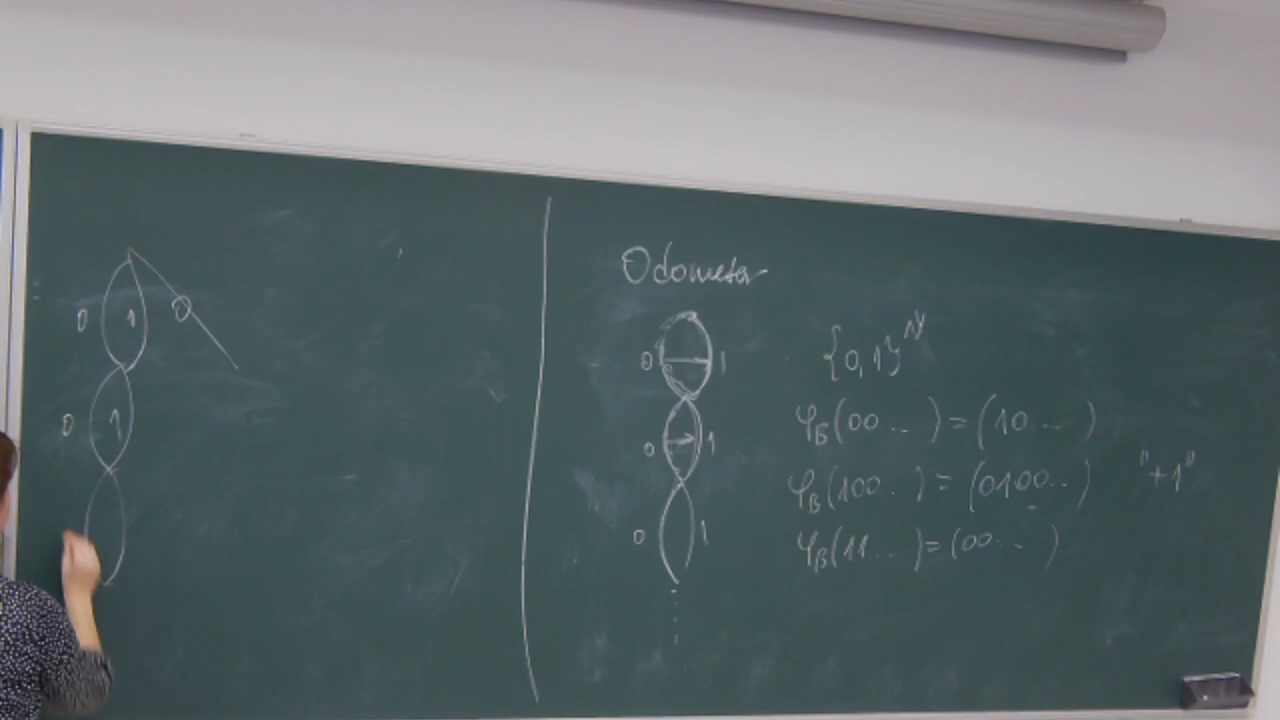 0 1 0
0 1
Odometer
0 1
0 1
0 1
{0,1}^ℕ
φ_B(00...) = (10...)
φ_B(100..) = (0100..) "+1"
φ_B(11...) = (00...)